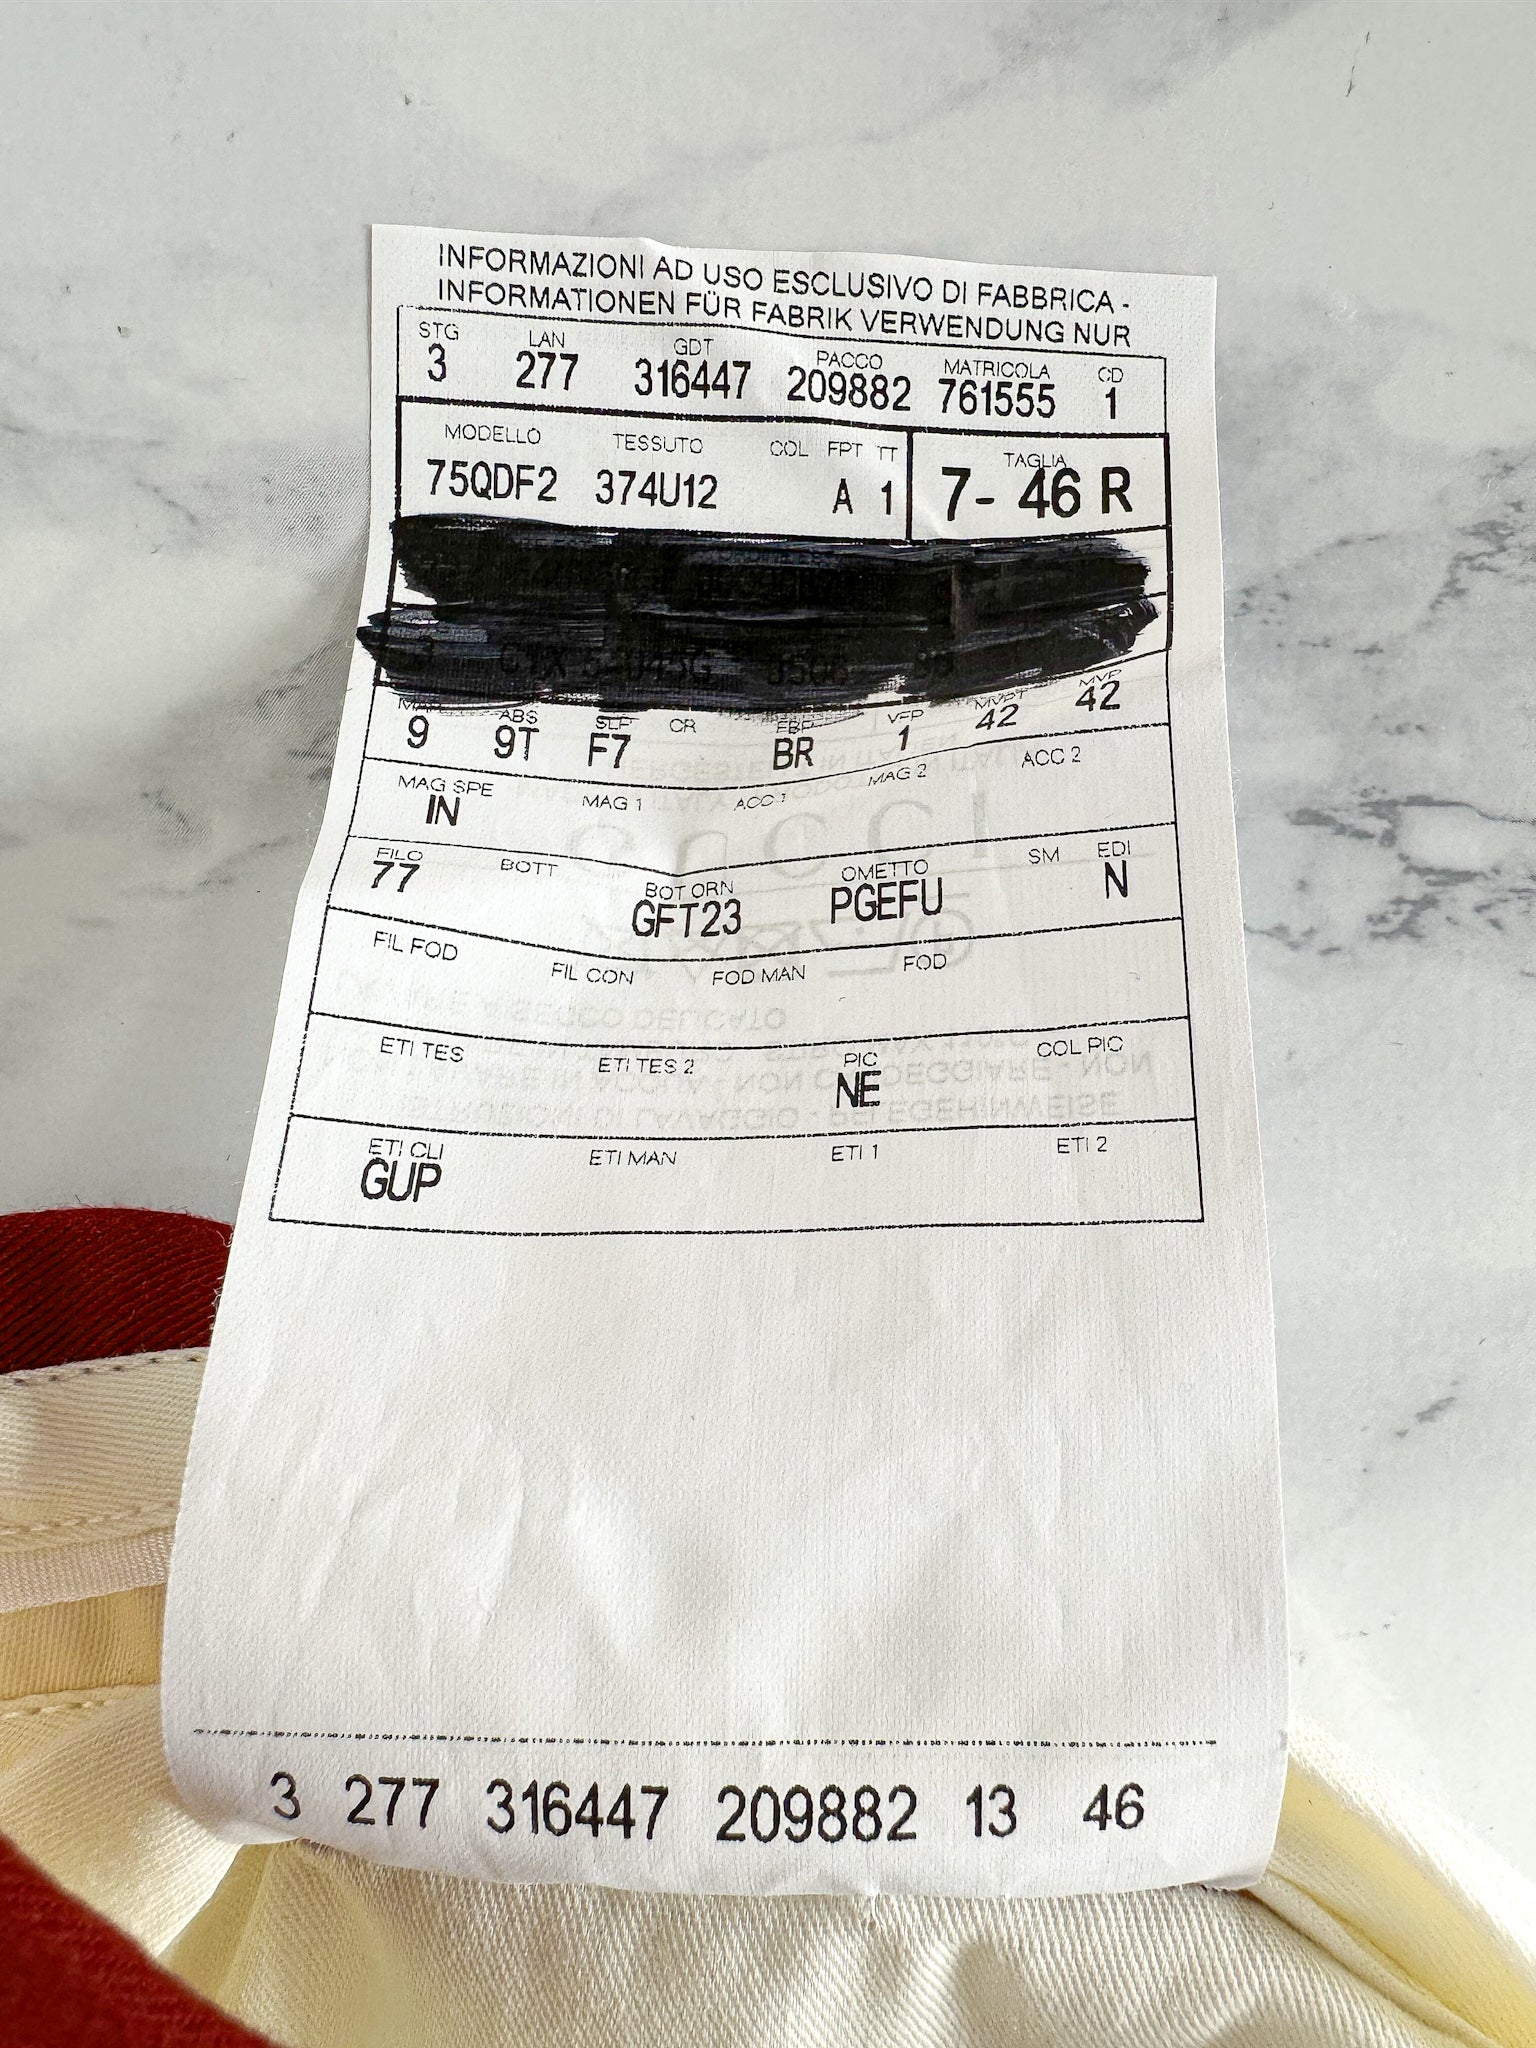 INFORMAZIONI AD USO ESCLUSIVO DI FABBRICA -
INFORMATIONEN FÜR FABRIK VERWENDUNG NUR
STG LAN GDT PACCO MATRICOLA CD
3 277 316447 209882 761555 1
MODELLO TESSUTO COL FPT TT TAGLIA
75QDF2 374U12 A 1 7- 46 R
ABS SLP CR EBP VFP MVPT MVP
9 9T F7 BR 1 42 42
MAG SPE MAG 1 ACC 1 MAG 2 ACC 2
IN
FILO BOTT BOT ORN OMETTO SM EDI
77 GFT23 PGEFU N
FIL FOD FIL CON FOD MAN FOD
ETI TES ETI TES 2 PIC COL PIC
NE
ETI CLI ETI MAN ETI 1 ETI 2
GUP
3 277 316447 209882 13 46